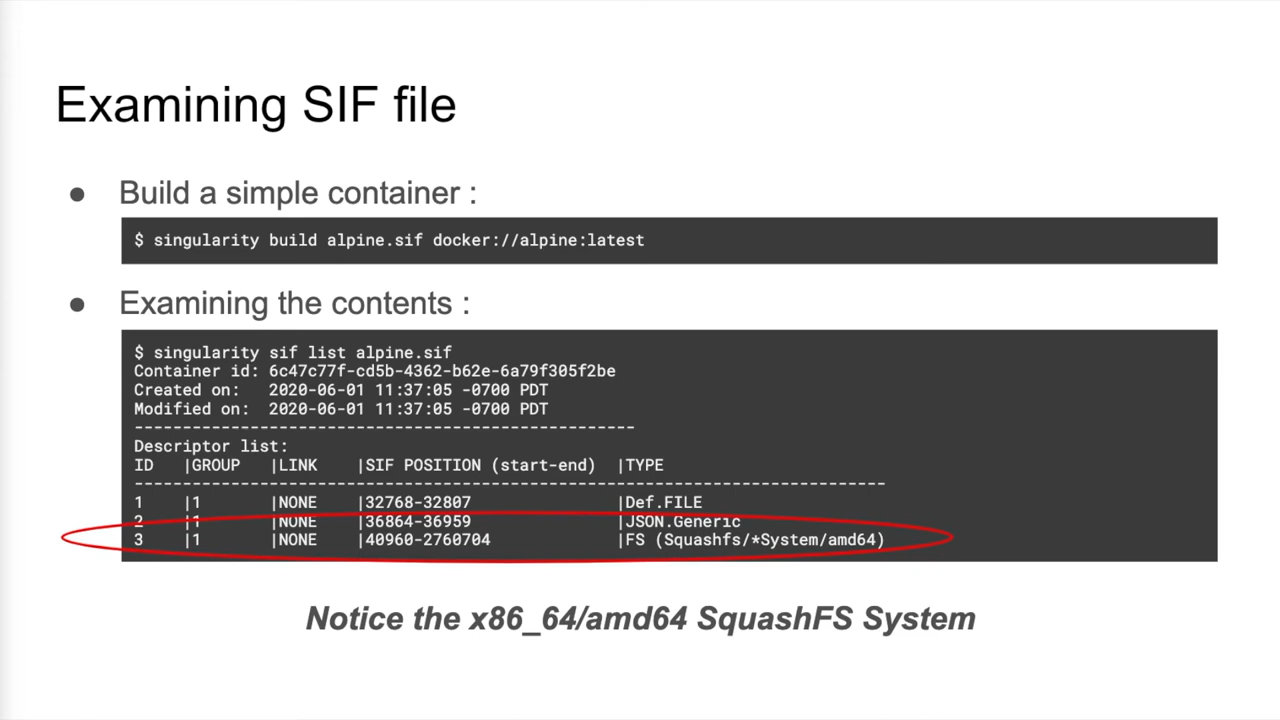 Examining SIF file
● Build a simple container :
$ singularity build alpine.sif docker://alpine:latest
● Examining the contents :
$ singularity sif list alpine.sif
Container id: 6c47c77f-cd5b-4362-b62e-6a79f305f2be
Created on:   2020-06-01 11:37:05 -0700 PDT
Modified on:  2020-06-01 11:37:05 -0700 PDT
----------------------------------------------------
Descriptor list:
ID   |GROUP   |LINK    |SIF POSITION (start-end)  |TYPE
------------------------------------------------------------------------------
1    |1       |NONE    |32768-32807               |Def.FILE
2    |1       |NONE    |36864-36959               |JSON.Generic
3    |1       |NONE    |40960-2760704             |FS (Squashfs/*System/amd64)
Notice the x86_64/amd64 SquashFS System